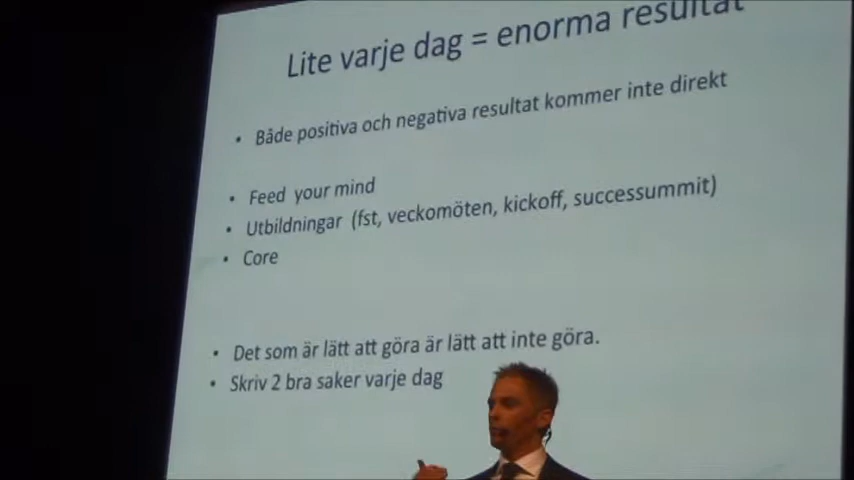 Lite varje dag = enorma resultat
• Både positiva och negativa resultat kommer inte direkt
• Feed your mind
• Utbildningar (fst, veckomöten, kickoff, successummit)
• Core
• Det som är lätt att göra är lätt att inte göra.
• Skriv 2 bra saker varje dag